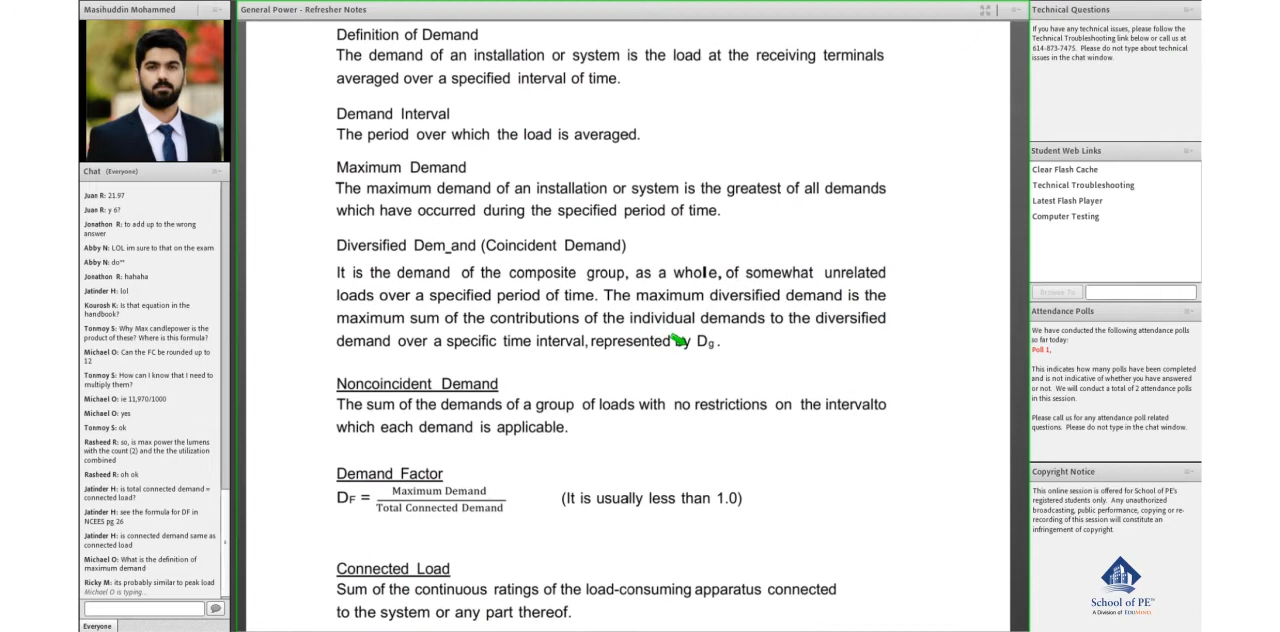 Masihuddin Mohammed
Chat (Everyone)
Juan R: 21.97
Juan R: y 6?
Jonathon R: to add up to the wrong
answer
Abby N: LOL im sure to that on the exam
Abby N: do**
Jonathon R: hahaha
Jatinder H: lol
Kourosh K: Is that equation in the
handbook?
Tonmoy S: Why Max candlepower is the
product of these? Where is this formula?
Michael O: Can the FC be rounded up to
12
Tonmoy S: How can I know that I need to
multiply them?
Michael O: ie 11,970/1000
Michael O: yes
Tonmoy S: ok
Rasheed R: so, is max power the lumens
with the count (2) and the the utilization
combined
Rasheed R: oh ok
Jatinder H: is total connected demand =
connected load?
Jatinder H: see the formula for DF in
NCEES pg 26
Jatinder H: is connected demand same as
connected load
Michael O: What is the definition of
maximum demand
Ricky M: its probably similar to peak load
Michael O is typing...
Everyone
General Power - Refresher Notes
Definition of Demand
The demand of an installation or system is the load at the receiving terminals
averaged over a specified interval of time.
Demand Interval
The period over which the load is averaged.
Maximum Demand
The maximum demand of an installation or system is the greatest of all demands
which have occurred during the specified period of time.
Diversified Dem_and (Coincident Demand)
It is the demand of the composite group, as a whole, of somewhat unrelated
loads over a specified period of time. The maximum diversified demand is the
maximum sum of the contributions of the individual demands to the diversified
demand over a specific time interval, represented by Dg.
Noncoincident Demand
The sum of the demands of a group of loads with no restrictions on the intervalto
which each demand is applicable.
Demand Factor
DF = Maximum Demand / Total Connected Demand (It is usually less than 1.0)
Connected Load
Sum of the continuous ratings of the load-consuming apparatus connected
to the system or any part thereof.
Technical Questions
If you have any technical issues, please follow the
Technical Troubleshooting link below or call us at
614-873-7475. Please do not type about technical
issues in the chat window.
Student Web Links
Clear Flash Cache
Technical Troubleshooting
Latest Flash Player
Computer Testing
Browse To
Attendance Polls
We have conducted the following attendance polls
so far today:
Poll 1,
This indicates how many polls have been completed
and is not indicative of whether you have answered
or not. We will conduct a total of 2 attendance polls
in this session.
Please call us for any attendance poll related
questions. Please do not type in the chat window.
Copyright Notice
This online session is offered for School of PE's
registered students only. Any unauthorized
broadcasting, public performance, copying or re-
recording of this session will constitute an
infringement of copyright.
School of PE™
A Division of EDUMIND